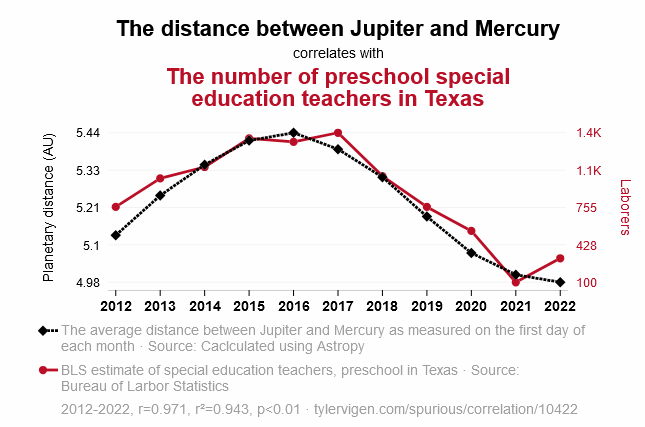 The distance between Jupiter and Mercury
correlates with
The number of preschool special
education teachers in Texas
Planetary distance (AU)
5.44
5.33
5.21
5.1
4.98
1.4K
1.1K
755
428
100
Laborers
2012 2013 2014 2015 2016 2017 2018 2019 2020 2021 2022
The average distance between Jupiter and Mercury as measured on the first day of
each month · Source: Caclculated using Astropy
BLS estimate of special education teachers, preschool in Texas · Source:
Bureau of Larbor Statistics
2012-2022, r=0.971, r²=0.943, p<0.01 · tylervigen.com/spurious/correlation/10422